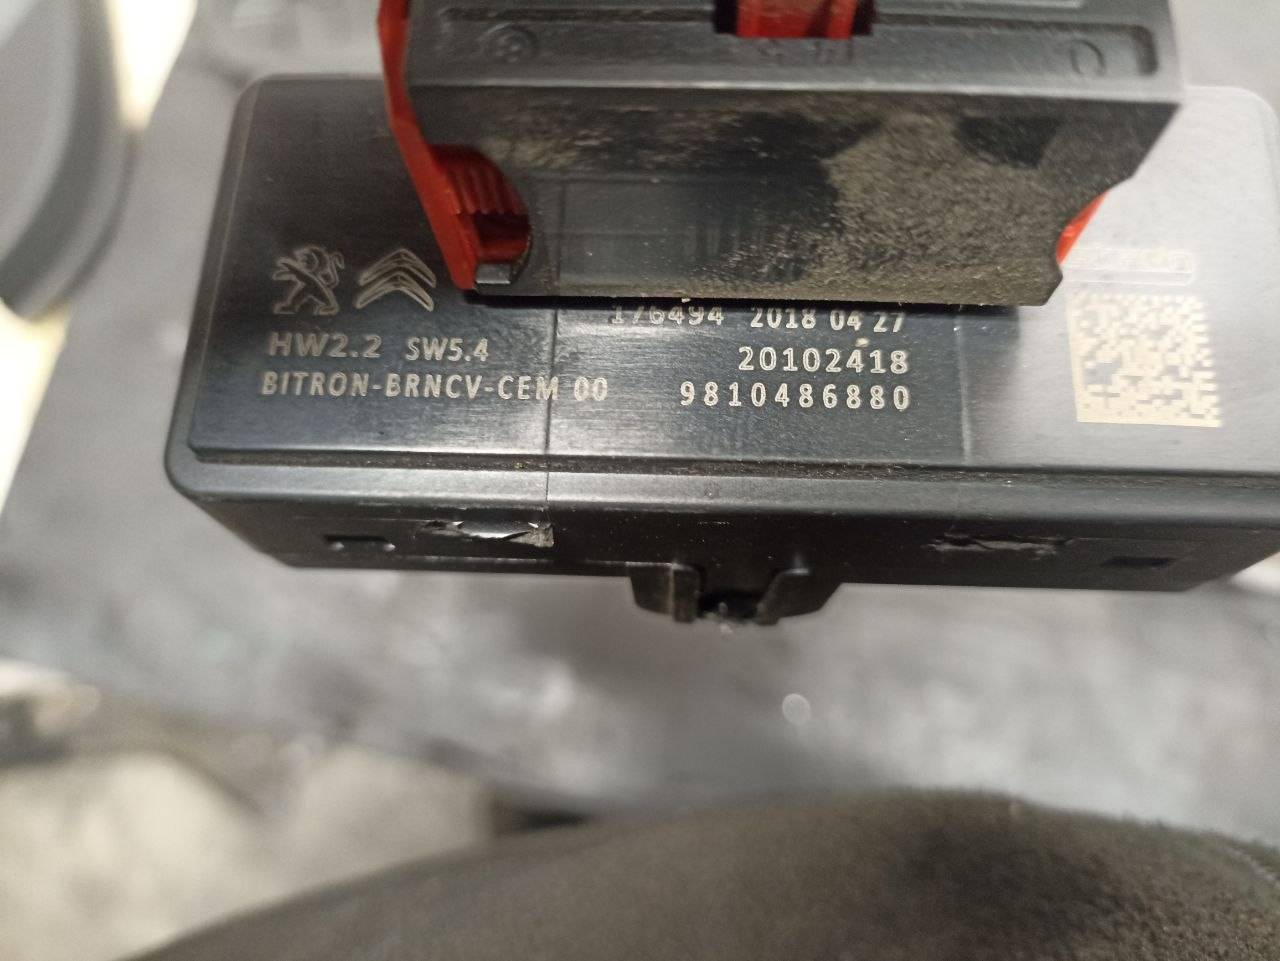 176494 2018 04 27
HW2.2 SW5.4
20102418
BITRON-BRNCV-CEM 00
9810486880